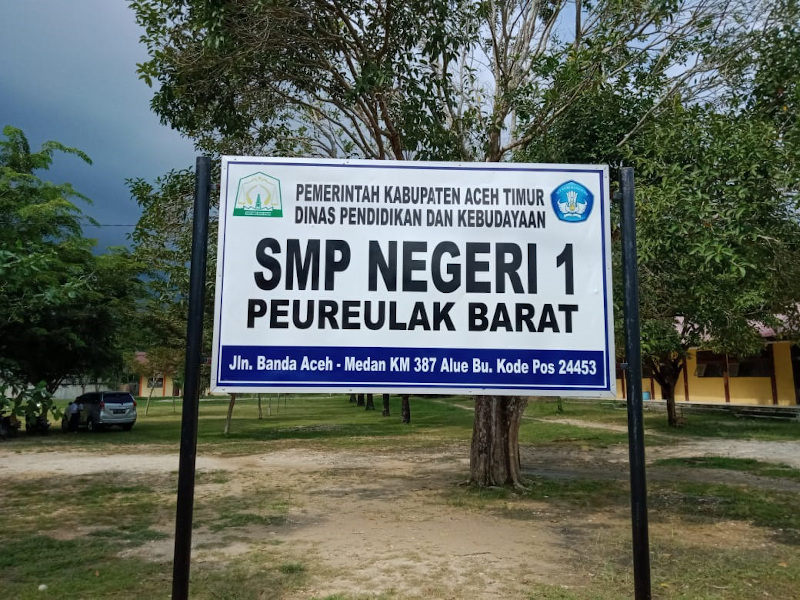 PEMERINTAH KABUPATEN ACEH TIMUR
DINAS PENDIDIKAN DAN KEBUDAYAAN
SMP NEGERI 1
PEUREULAK BARAT
Jln. Banda Aceh - Medan KM 387 Alue Bu. Kode Pos 24453